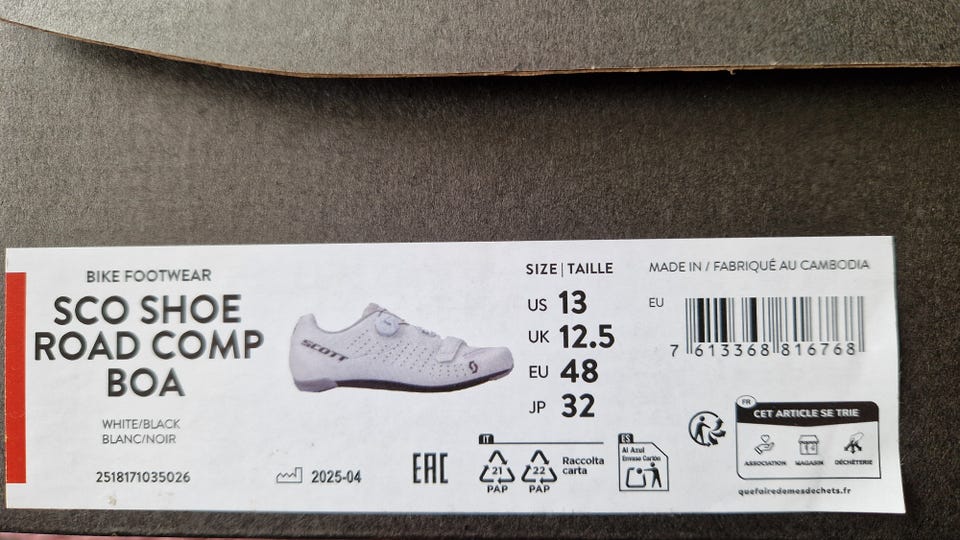 BIKE FOOTWEAR
SCO SHOE
ROAD COMP
BOA
WHITE/BLACK
BLANC/NOIR
2518171035026
2025-04
SCOTT
SIZE | TAILLE
US 13
UK 12.5
EU 48
JP 32
MADE IN / FABRIQUÉ AU CAMBODIA
EU
7 613368 816768
EAC
IT
21
PAP
22
PAP
Raccolta
carta
ES
Al Azul
Envase Cartón
FR
CET ARTICLE SE TRIE
ASSOCIATION
MAGASIN
DÉCHÈTERIE
quefairedemesdechets.fr